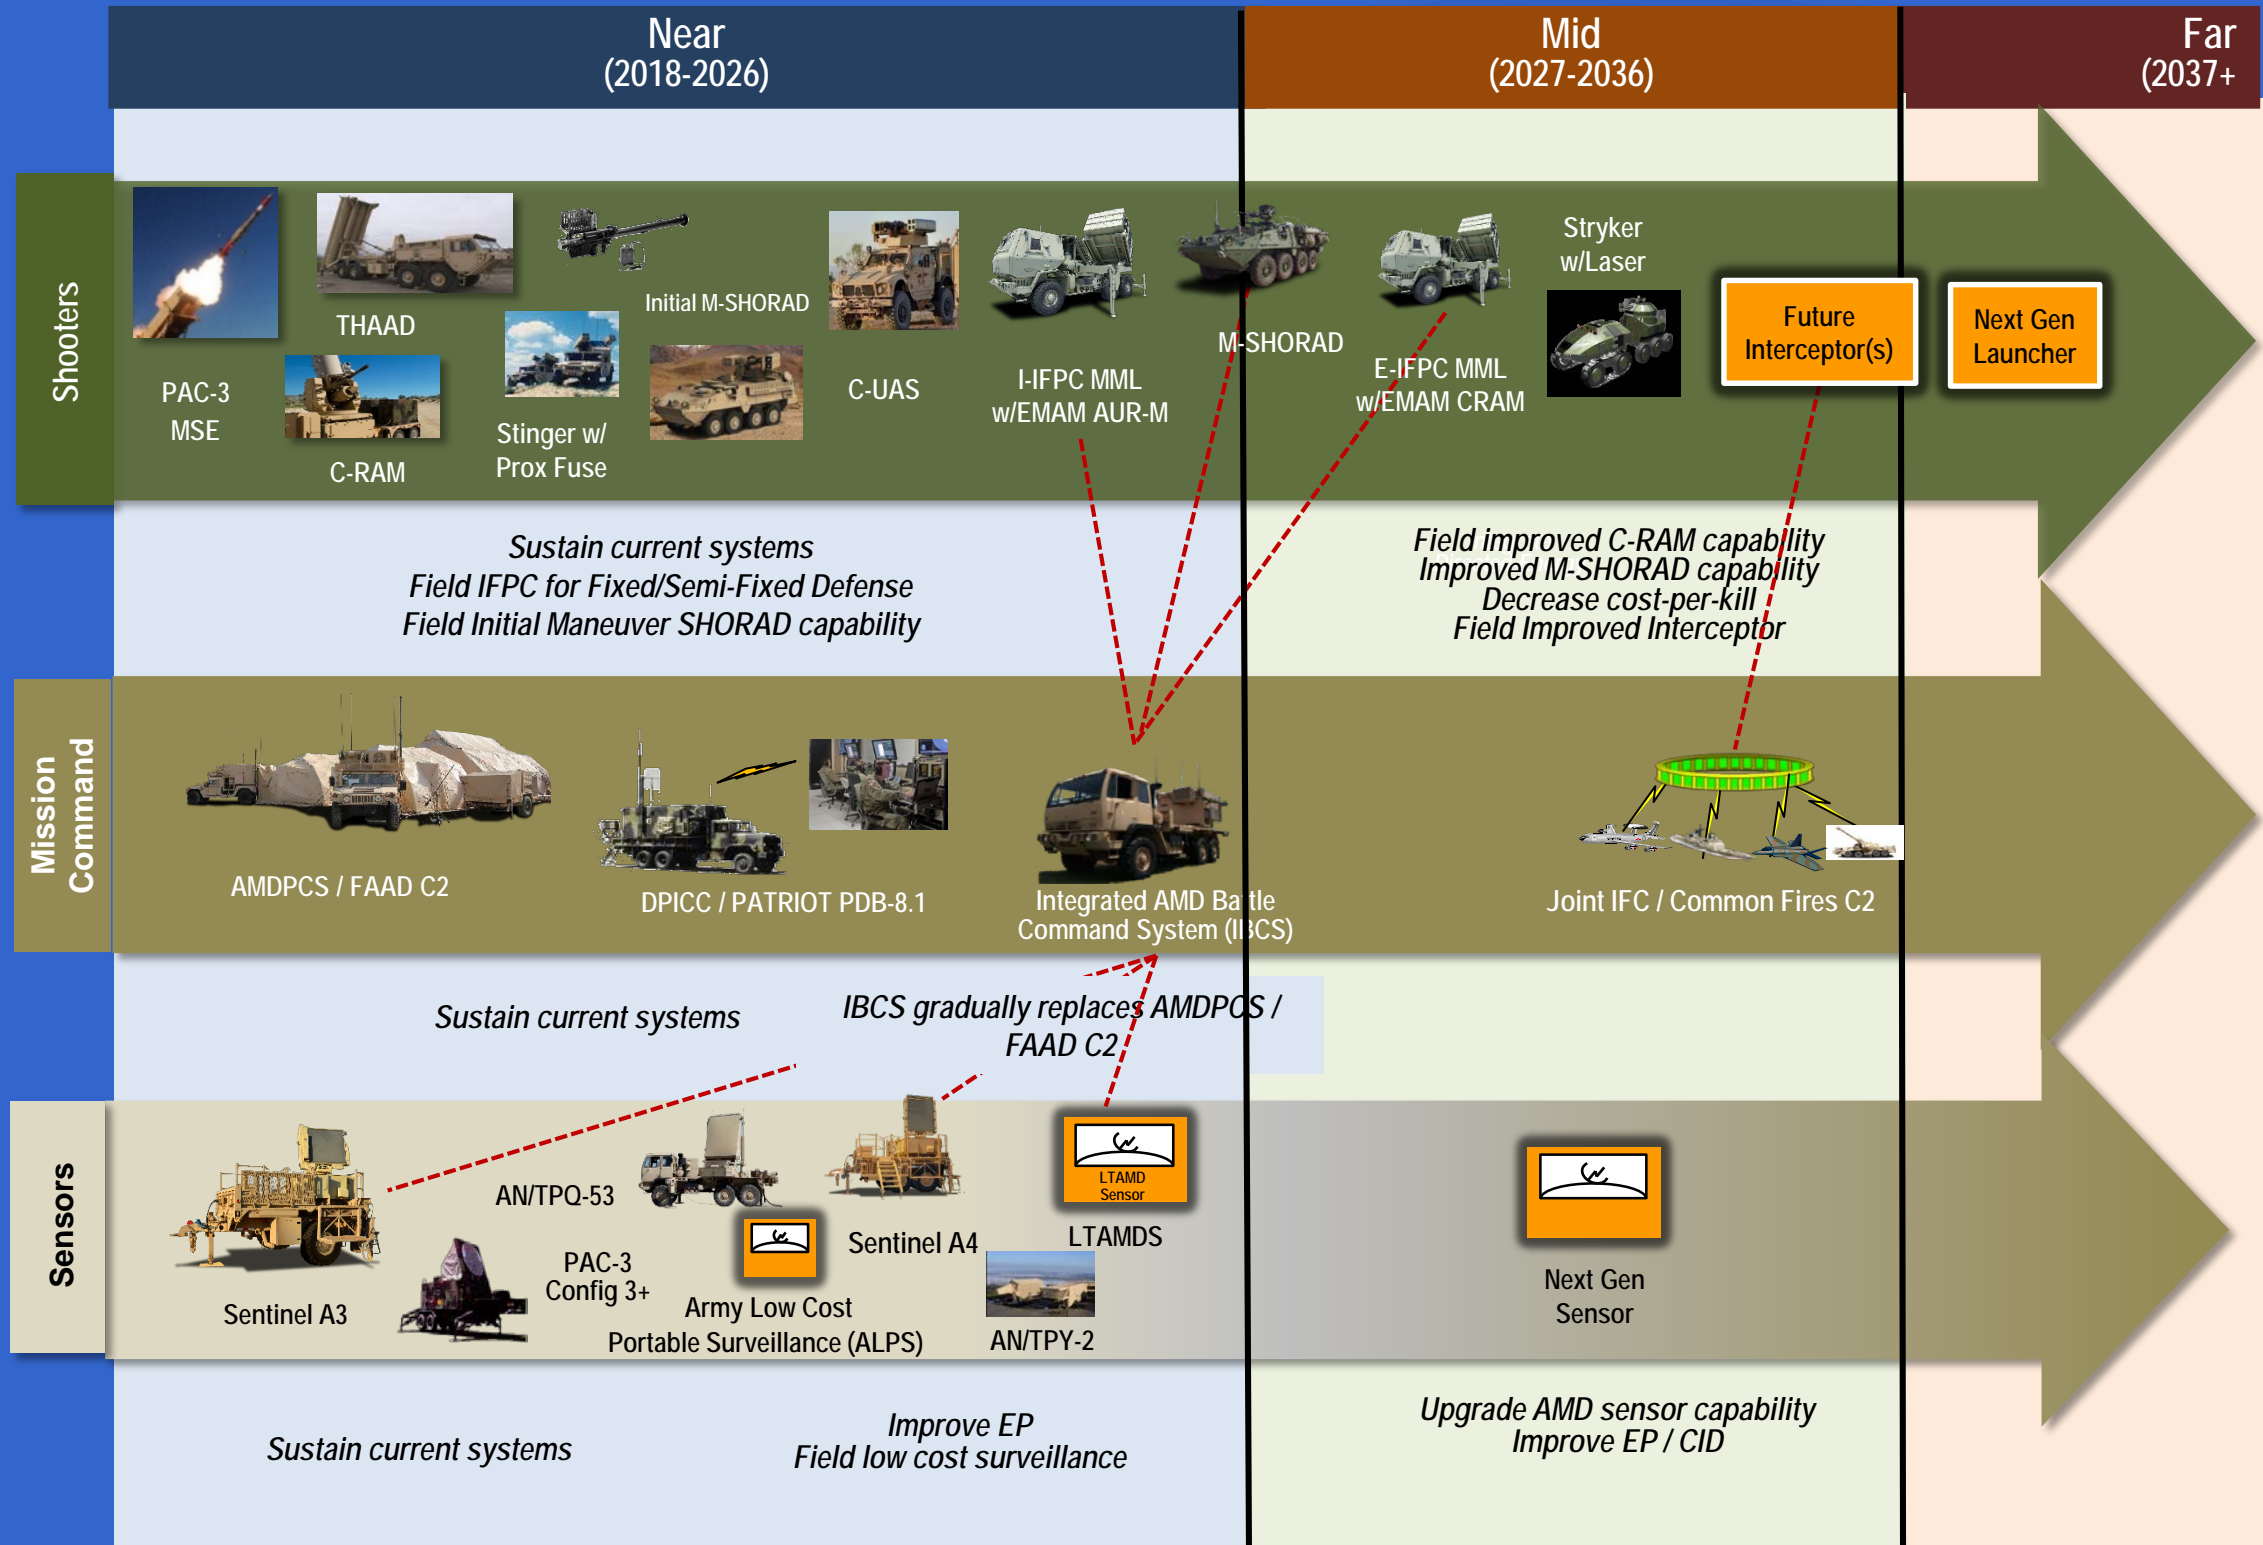 Near
(2018-2026)
Mid
(2027-2036)
Far
(2037+
Shooters
PAC-3
MSE
THAAD
C-RAM
Stinger w/
Prox Fuse
Initial M-SHORAD
C-UAS
I-IFPC MML
w/EMAM AUR-M
M-SHORAD
E-IFPC MML
w/EMAM CRAM
Stryker
w/Laser
Future
Interceptor(s)
Next Gen
Launcher
Sustain current systems
Field IFPC for Fixed/Semi-Fixed Defense
Field Initial Maneuver SHORAD capability
Field improved C-RAM capability
Improved M-SHORAD capability
Decrease cost-per-kill
Field Improved Interceptor
Mission
Command
AMDPCS / FAAD C2
DPICC / PATRIOT PDB-8.1
Integrated AMD Battle
Command System (IBCS)
Joint IFC / Common Fires C2
Sustain current systems
IBCS gradually replaces AMDPCS /
FAAD C2
Sensors
Sentinel A3
AN/TPQ-53
PAC-3
Config 3+
Army Low Cost
Portable Surveillance (ALPS)
Sentinel A4
LTAMD
Sensor
LTAMDS
AN/TPY-2
Next Gen
Sensor
Sustain current systems
Improve EP
Field low cost surveillance
Upgrade AMD sensor capability
Improve EP / CID